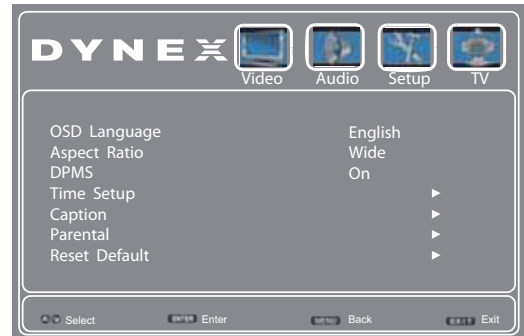 DYNEX
Video Audio Setup TV
OSD Language English
Aspect Ratio Wide
DPMS On
Time Setup
Caption
Parental
Reset Default
Select ENTER Enter MENU Back EXIT Exit